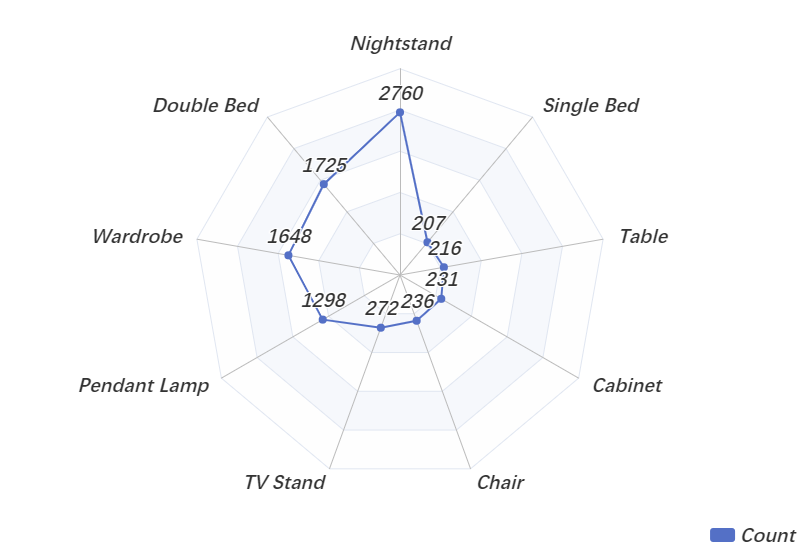 Nightstand
2760
Double Bed
Single Bed
1725
207
Wardrobe
1648
216
Table
231
1298
272
236
Pendant Lamp
Cabinet
TV Stand
Chair
Count